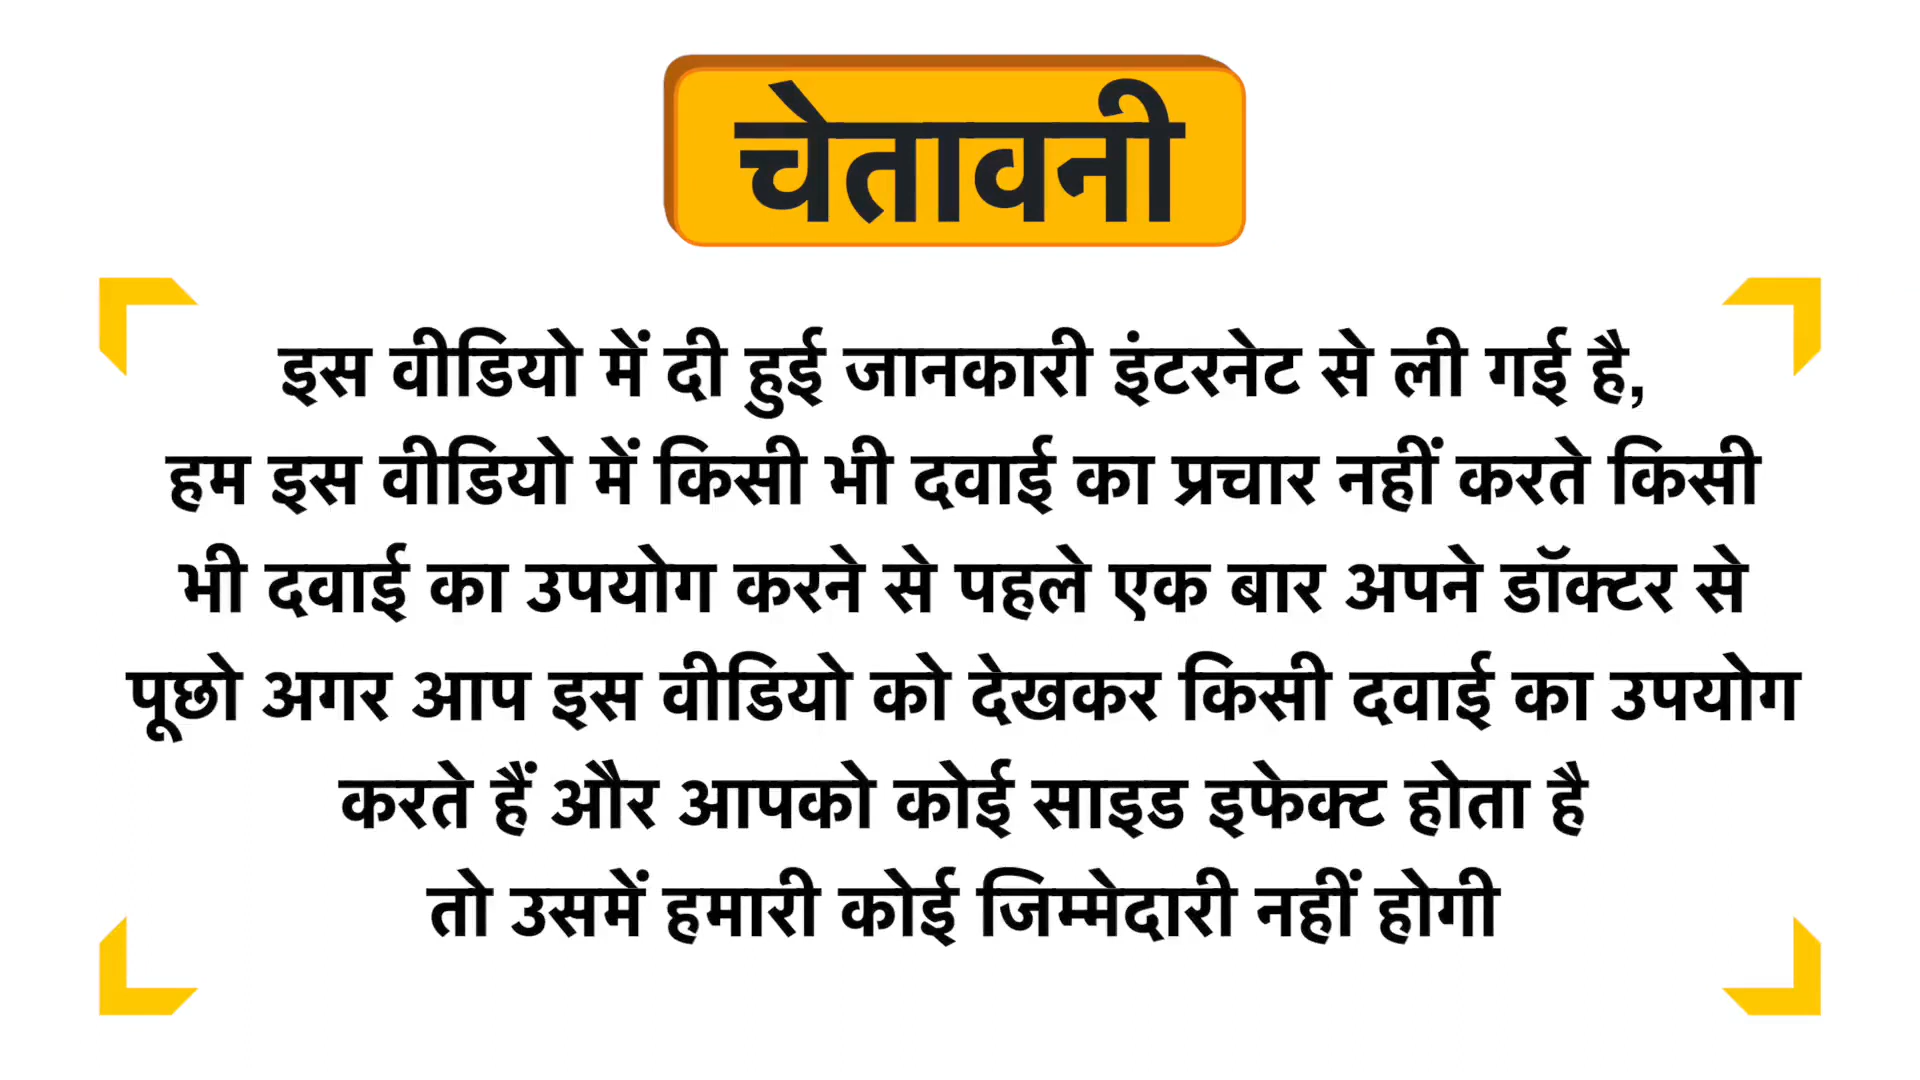 चेतावनी
इस वीडियो में दी हुई जानकारी इंटरनेट से ली गई है,
हम इस वीडियो में किसी भी दवाई का प्रचार नहीं करते किसी
भी दवाई का उपयोग करने से पहले एक बार अपने डॉक्टर से
पूछो अगर आप इस वीडियो को देखकर किसी दवाई का उपयोग
करते हैं और आपको कोई साइड इफेक्ट होता है
तो उसमें हमारी कोई जिम्मेदारी नहीं होगी